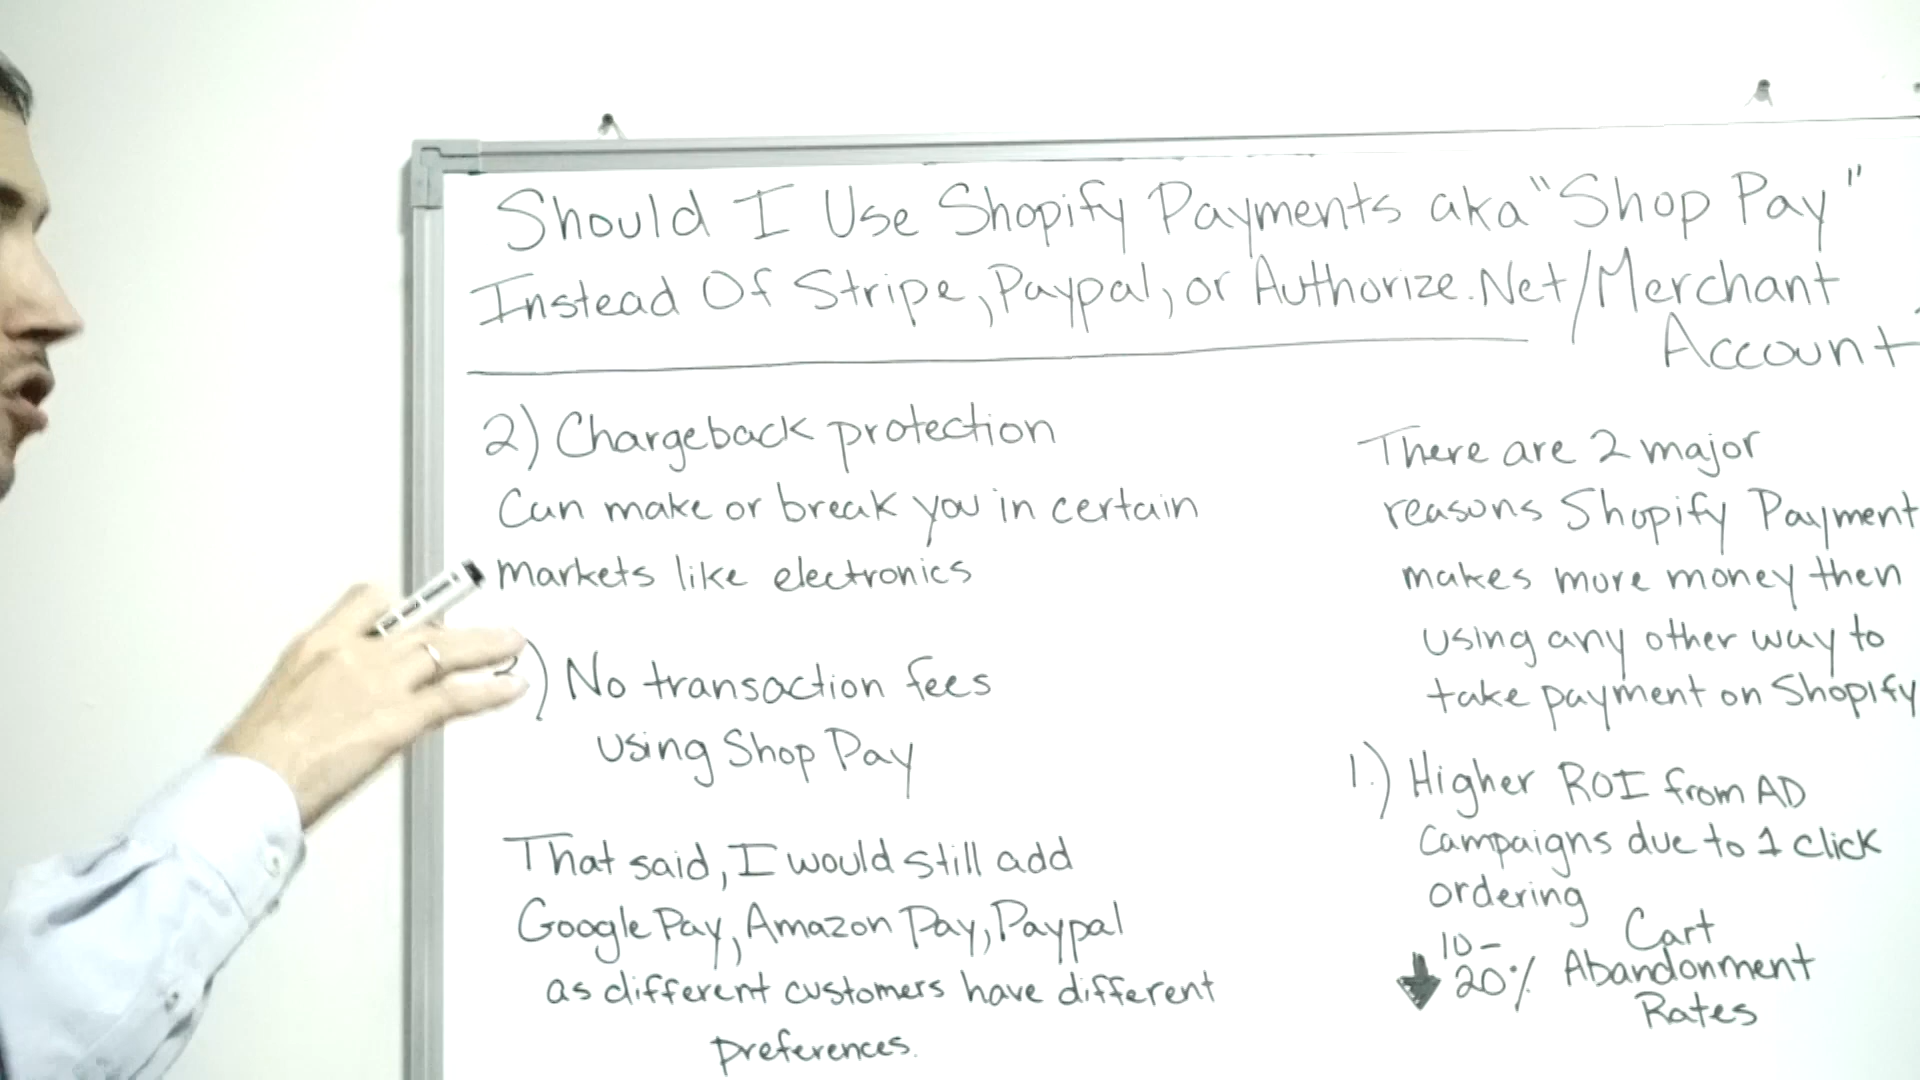 Should I Use Shopify Payments aka "Shop Pay"
Instead Of Stripe, Paypal, or Authorize.Net/Merchant
Account
2) Chargeback protection
Can make or break you in certain
markets like electronics
) No transaction fees
using Shop Pay
That said, I would still add
Google Pay, Amazon Pay, Paypal
as different customers have different
preferences.
There are 2 major
reasons Shopify Payment
makes more money then
using any other way to
take payment on Shopify
1.) Higher ROI from AD
campaigns due to 1 click
ordering
↓ 10-
20% Cart
Abandonment
Rates